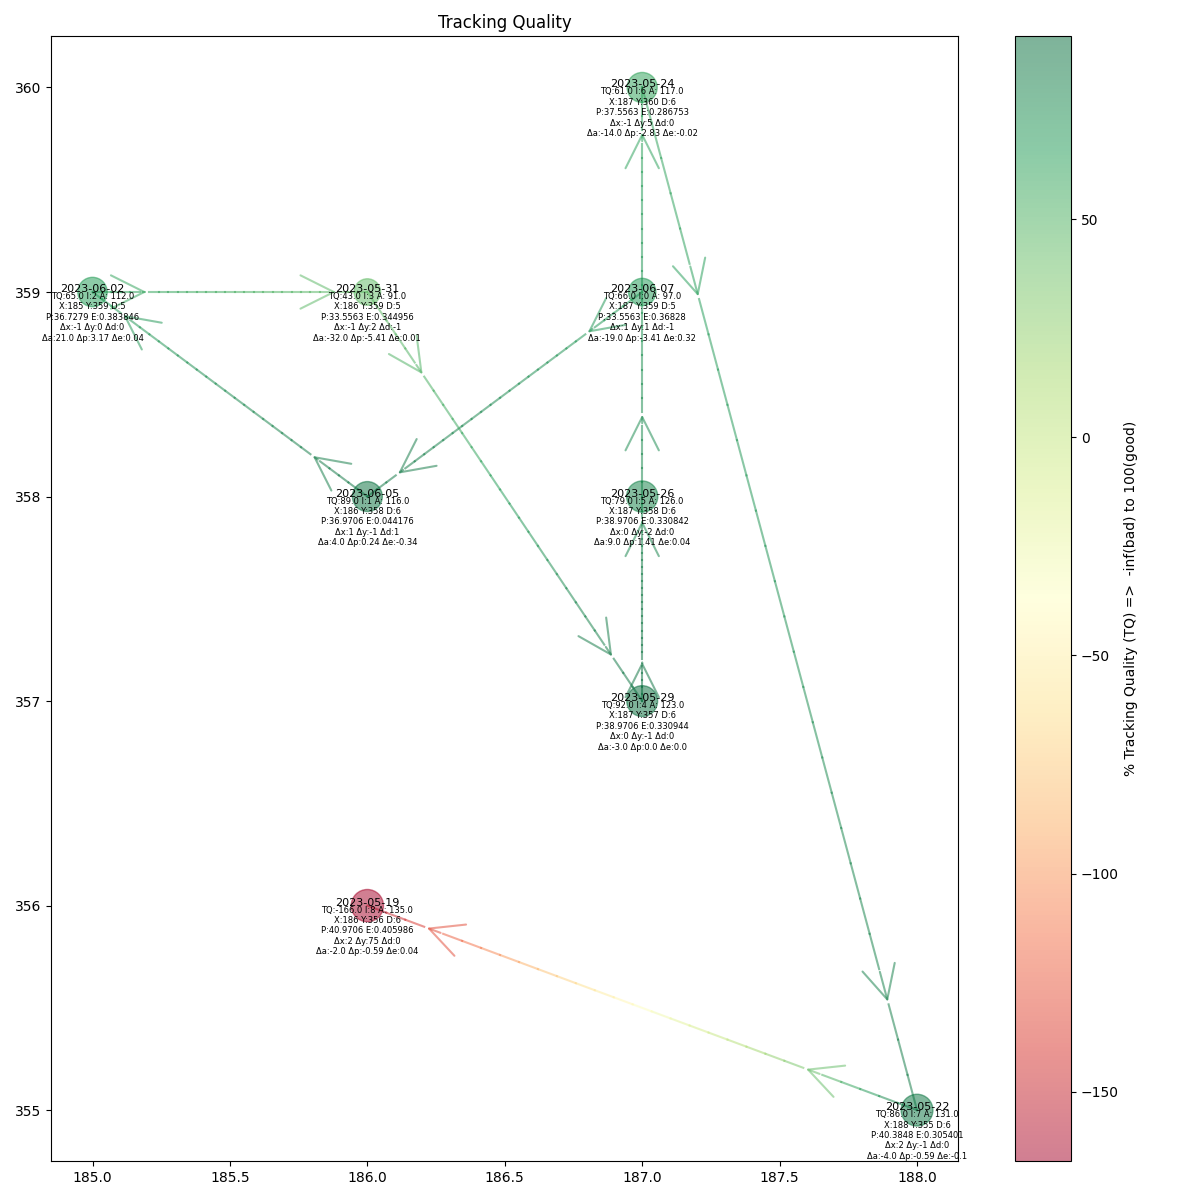 Tracking Quality
360
359
358
357
356
355
185.0
185.5
186.0
186.5
187.0
187.5
188.0
2023-05-24
TQ:61.0 I:6 A: 117.0
X:187 Y:360 D:6
P:37.5563 E:0.286753
Δx:-1 Δy:5 Δd:0
Δa:-14.0 Δp:-2.83 Δe:-0.02
2023-06-02
TQ:65.0 I:2 A: 112.0
X:185 Y:359 D:5
P:36.7279 E:0.383846
Δx:-1 Δy:0 Δd:0
Δa:21.0 Δp:3.17 Δe:0.04
2023-05-31
TQ:43.0 I:3 A: 91.0
X:186 Y:359 D:5
P:33.5563 E:0.344956
Δx:-1 Δy:2 Δd:-1
Δa:-32.0 Δp:-5.41 Δe:0.01
2023-06-07
TQ:66.0 I:0 A: 97.0
X:187 Y:359 D:5
P:33.5563 E:0.36828
Δx:1 Δy:1 Δd:-1
Δa:-19.0 Δp:-3.41 Δe:0.32
2023-06-05
TQ:89.0 I:1 A: 116.0
X:186 Y:358 D:6
P:36.9706 E:0.044176
Δx:1 Δy:-1 Δd:1
Δa:4.0 Δp:0.24 Δe:-0.34
2023-05-26
TQ:79.0 I:5 A: 126.0
X:187 Y:358 D:6
P:38.9706 E:0.330842
Δx:0 Δy:-2 Δd:0
Δa:9.0 Δp:1.41 Δe:0.04
2023-05-29
TQ:92.0 I:4 A: 123.0
X:187 Y:357 D:6
P:38.9706 E:0.330944
Δx:0 Δy:-1 Δd:0
Δa:-3.0 Δp:0.0 Δe:0.0
2023-05-19
TQ:-166.0 I:8 A: 135.0
X:186 Y:356 D:6
P:40.9706 E:0.405986
Δx:2 Δy:75 Δd:0
Δa:-2.0 Δp:-0.59 Δe:0.04
2023-05-22
TQ:86.0 I:7 A: 131.0
X:188 Y:355 D:6
P:40.3848 E:0.305401
Δx:2 Δy:-1 Δd:0
Δa:-4.0 Δp:-0.59 Δe:-0.1
50
0
−50
−100
−150
% Tracking Quality (TQ) => -inf(bad) to 100(good)